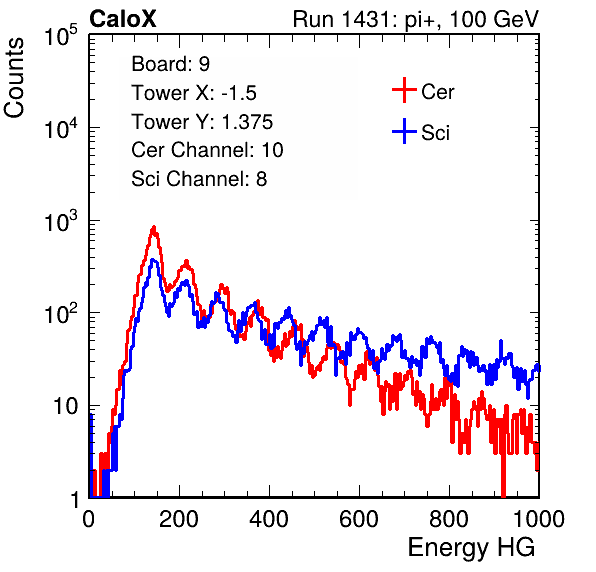 CaloX Run 1431: pi+, 100 GeV
Board: 9
Tower X: -1.5
Tower Y: 1.375
Cer Channel: 10
Sci Channel: 8
Cer
Sci
Counts
10^5
10^4
10^3
10^2
10
1
0 200 400 600 800 1000
Energy HG